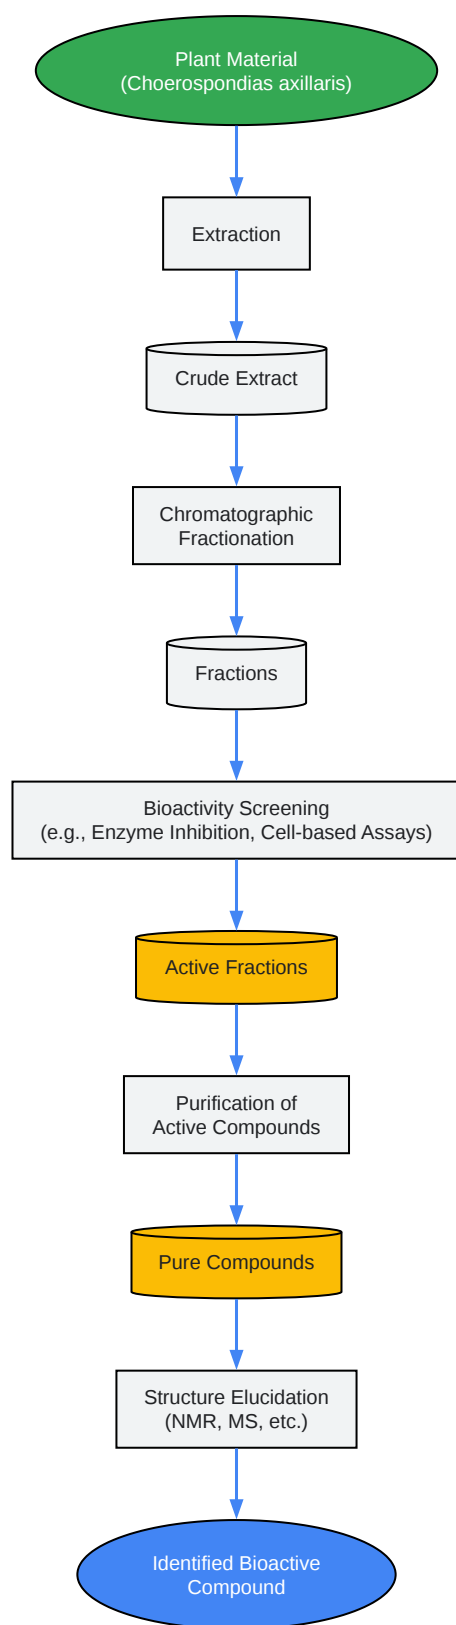 Plant Material
(Choerospondias axillaris)
Extraction
Crude Extract
Chromatographic
Fractionation
Fractions
Bioactivity Screening
(e.g., Enzyme Inhibition, Cell-based Assays)
Active Fractions
Purification of
Active Compounds
Pure Compounds
Structure Elucidation
(NMR, MS, etc.)
Identified Bioactive
Compound